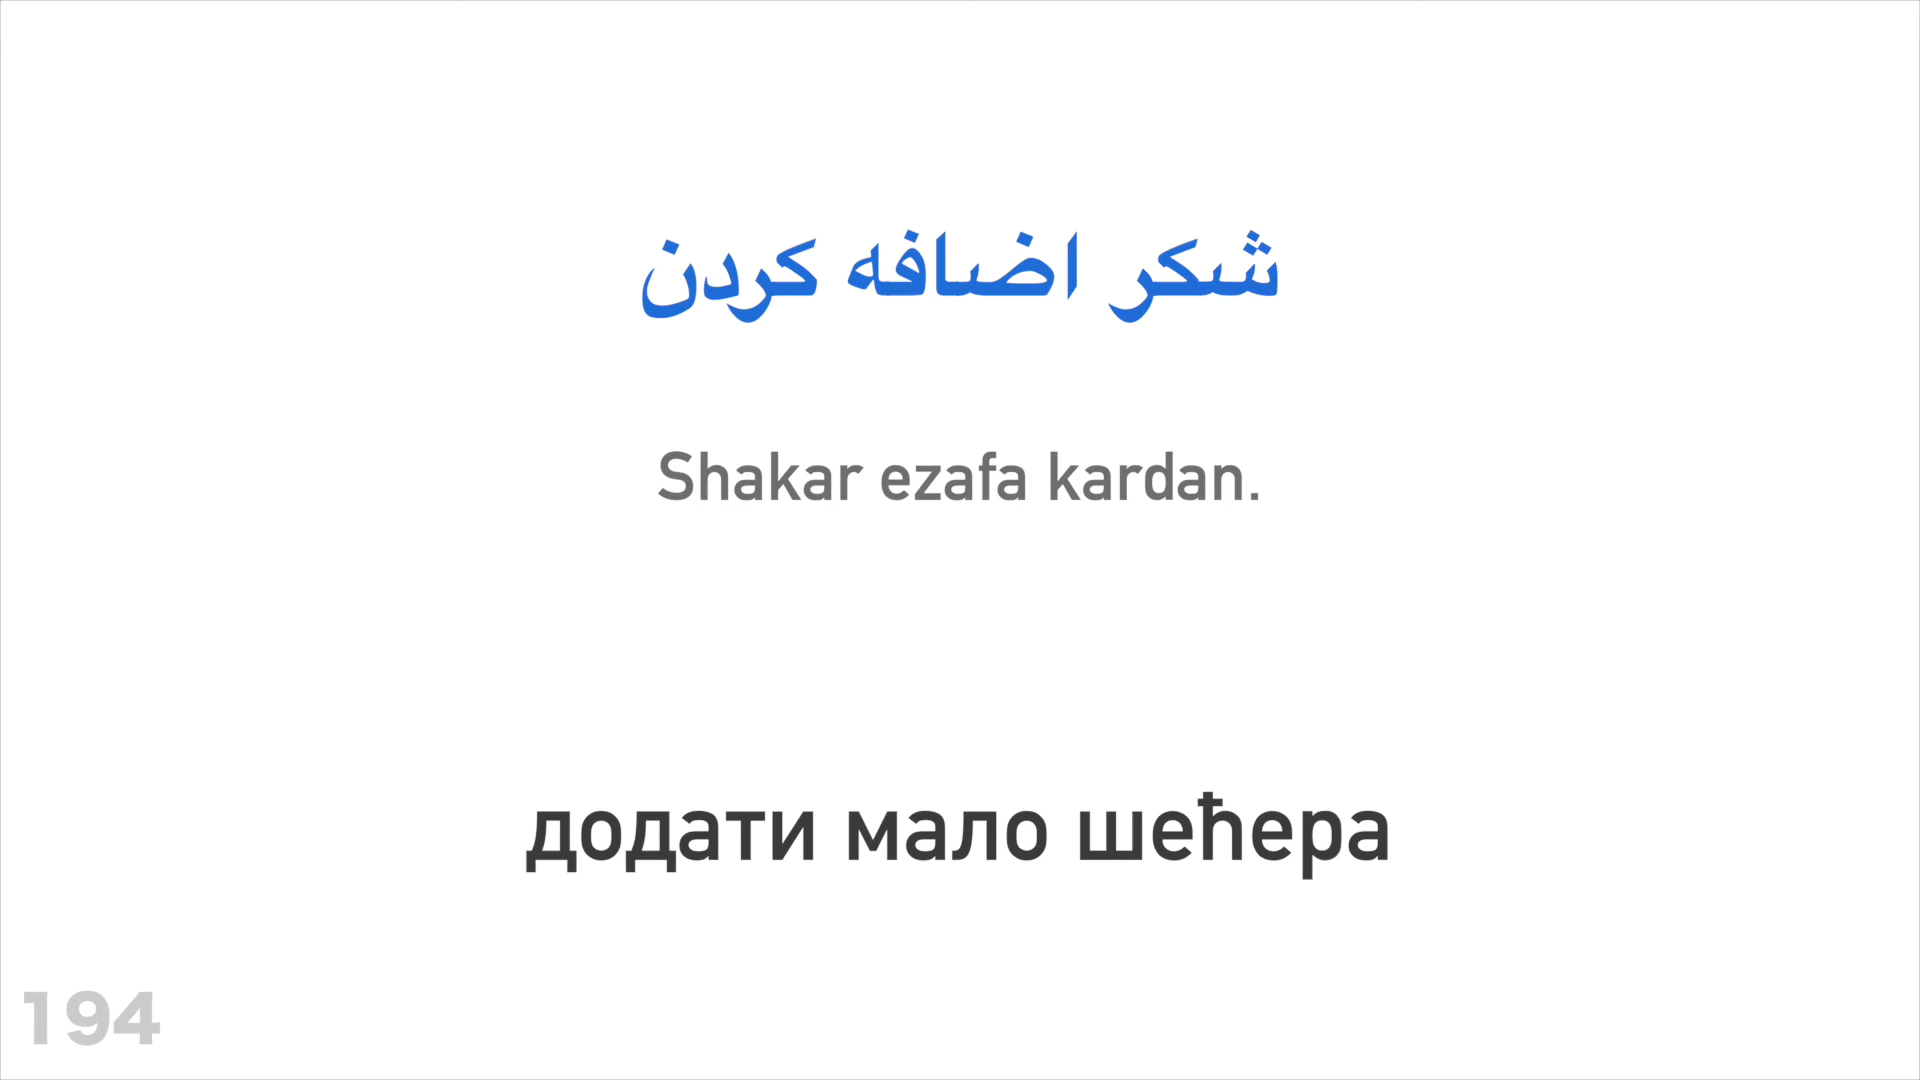 شکر اضافه کردن
Shakar ezafa kardan.
додати мало шећера
194